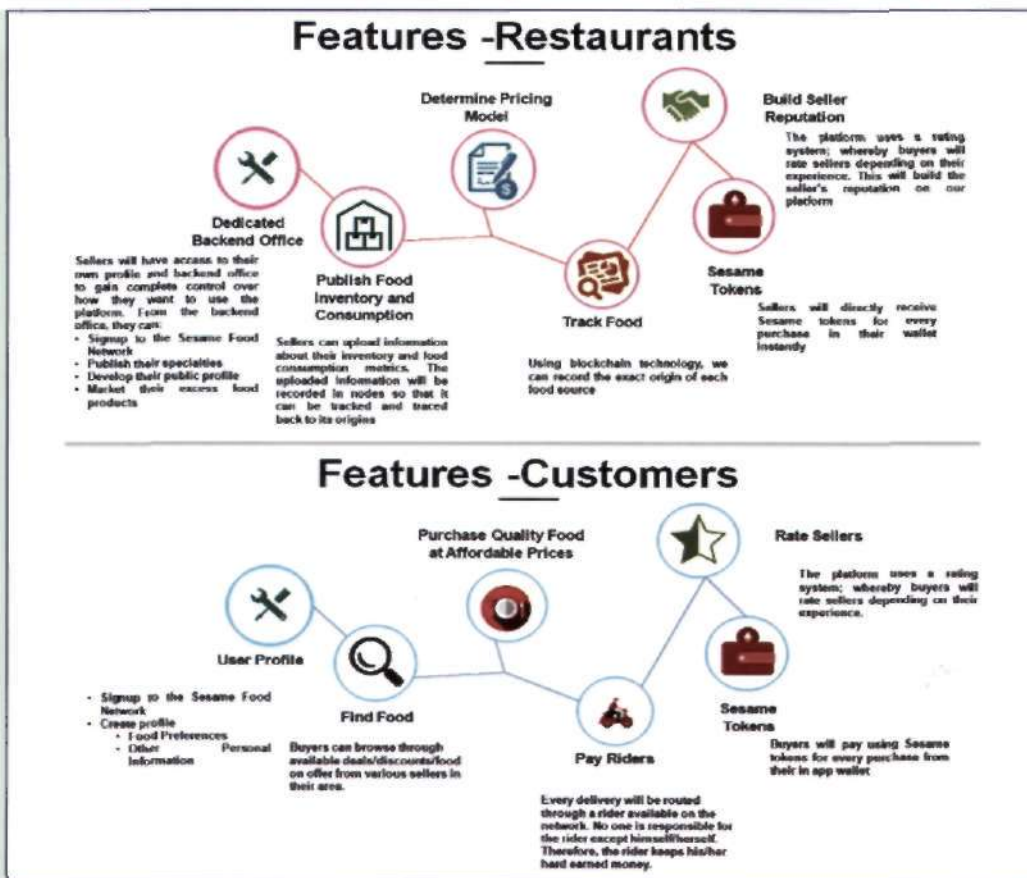 Features -Restaurants
Determine Pricing
Model
Build Seller
Reputation
The platform uses a rating
system; whereby buyers will
rate sellers depending on their
experience. This will build the
seller's reputation on our
platform
Dedicated
Backend Office
Sellers will have access to their
own profile and backend office
to gain complete control over
how they want to use the
platform. From the backend
office, they can:
• Signup to the Sesame Food
Network
• Publish their specialties
• Develop their public profile
• Market their excess food
products
Publish Food
Inventory and
Consumption
Sellers can upload information
about their inventory and food
consumption metrics. The
uploaded information will be
recorded in nodes so that it
can be tracked and traced
back to its origins
Track Food
Using blockchain technology, we
can record the exact origin of each
food source
Sesame
Tokens
Sellers will directly receive
Sesame tokens for every
purchase in their wallet
instantly
Features -Customers
Purchase Quality Food
at Affordable Prices
Rate Sellers
The platform uses a rating
system; whereby buyers will
rate sellers depending on their
experience.
User Profile
• Signup to the Sesame Food
Network
• Create profile
• Food Preferences
• Other Personal
Information
Find Food
Buyers can browse through
available deals/discounts/food
on offer from various sellers in
their area.
Pay Riders
Every delivery will be routed
through a rider available on the
network. No one is responsible for
the rider except himself/herself.
Therefore, the rider keeps his/her
hard earned money.
Sesame
Tokens
Buyers will pay using Sesame
tokens for every purchase from
their in app wallet